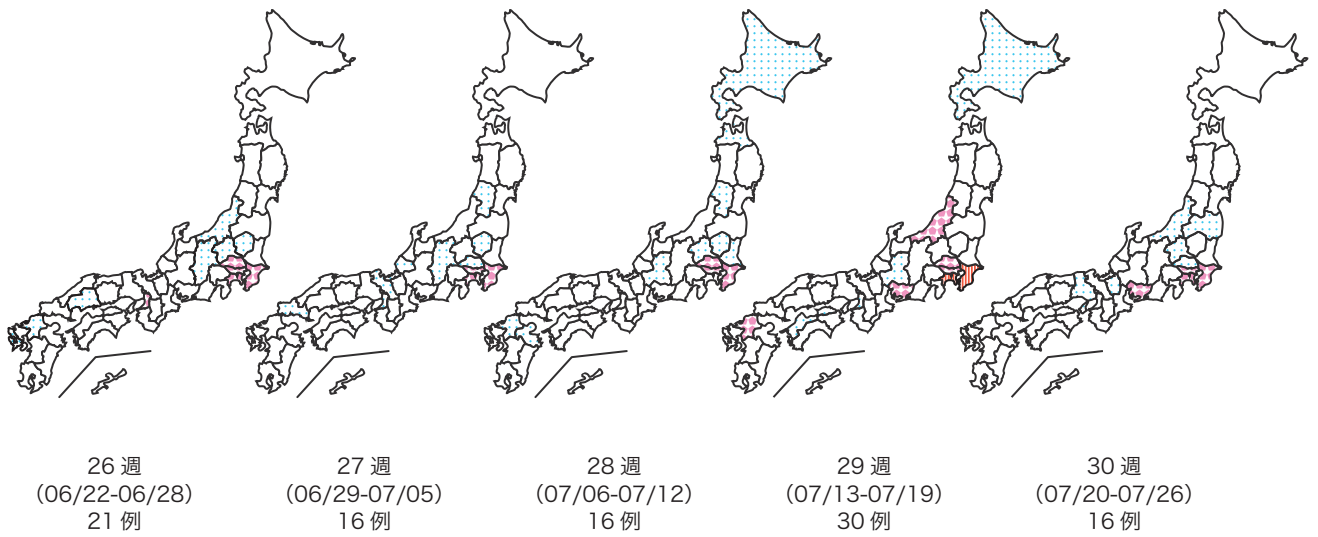 26 週
（06/22-06/28）
21 例
27 週
（06/29-07/05）
16 例
28 週
（07/06-07/12）
16 例
29 週
（07/13-07/19）
30 例
30 週
（07/20-07/26）
16 例